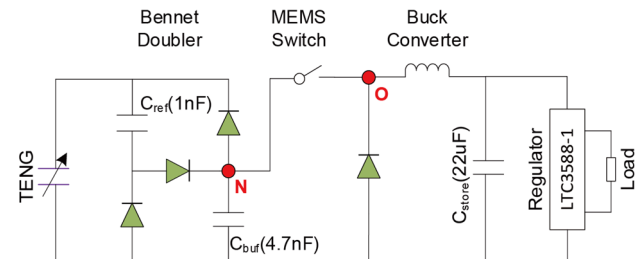 Bennet
Doubler
MEMS
Switch
Buck
Converter
TENG
Cref(1nF)
N
Cbuf(4.7nF)
O
Cstore(22uF)
Regulator
LTC3588-1
Load